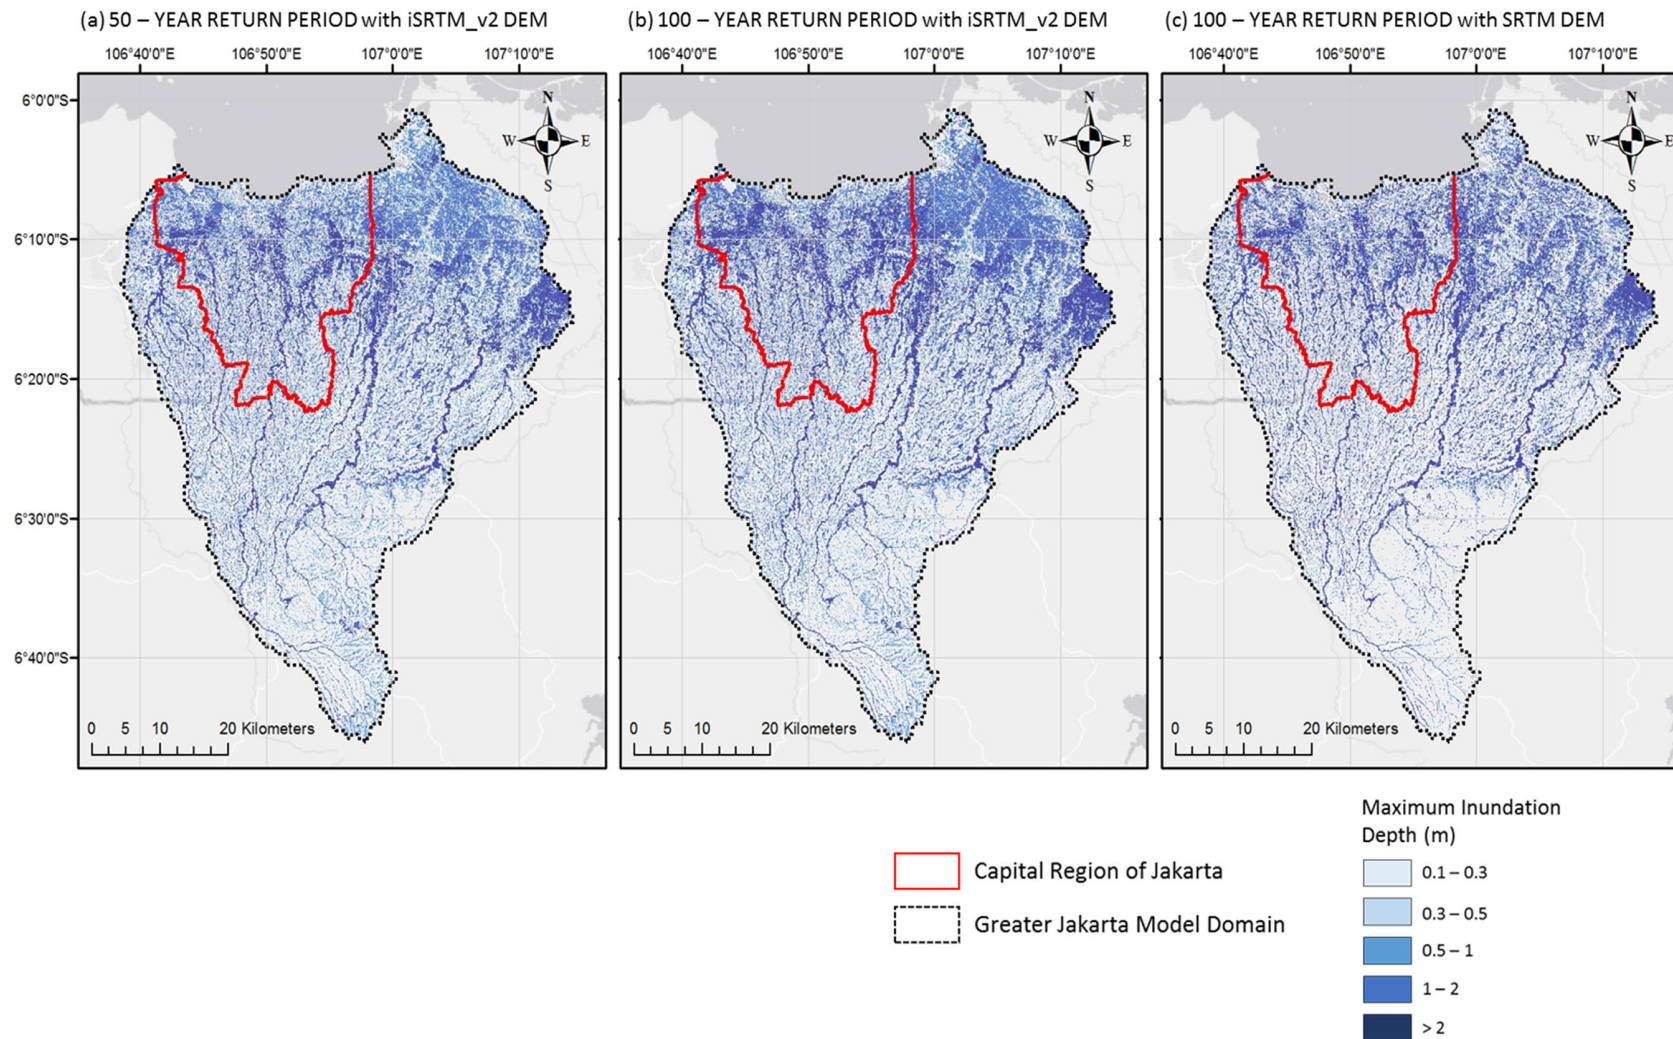 (a) 50 – YEAR RETURN PERIOD with iSRTM_v2 DEM
(b) 100 – YEAR RETURN PERIOD with iSRTM_v2 DEM
(c) 100 – YEAR RETURN PERIOD with SRTM DEM
106°40'0"E 106°50'0"E 107°0'0"E 107°10'0"E
106°40'0"E 106°50'0"E 107°0'0"E 107°10'0"E
106°40'0"E 106°50'0"E 107°0'0"E 107°10'0"E
6°0'0"S
6°10'0"S
6°20'0"S
6°30'0"S
6°40'0"S
N
W E
S
N
W E
S
N
W E
S
0 5 10 20 Kilometers
0 5 10 20 Kilometers
0 5 10 20 Kilometers
Capital Region of Jakarta
Greater Jakarta Model Domain
Maximum Inundation
Depth (m)
0.1 – 0.3
0.3 – 0.5
0.5 – 1
1 – 2
> 2